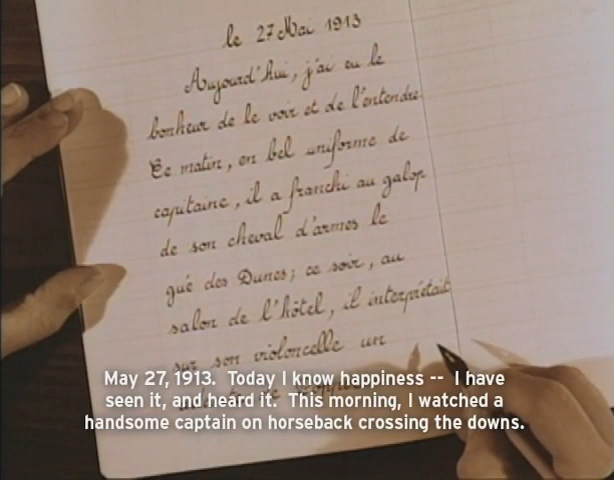 le 27 Mai 1913
Aujourd'hui, j'ai eu le
bonheur de le voir et de l'entendre.
Ce matin, en bel uniforme de
capitaine, il a franchi au galop
de son cheval d'armes le
gué des Dunes; ce soir, au
salon de l'hôtel, il interprétait
sur son violoncelle un
May 27, 1913. Today I know happiness -- I have
seen it, and heard it. This morning, I watched a
handsome captain on horseback crossing the downs.